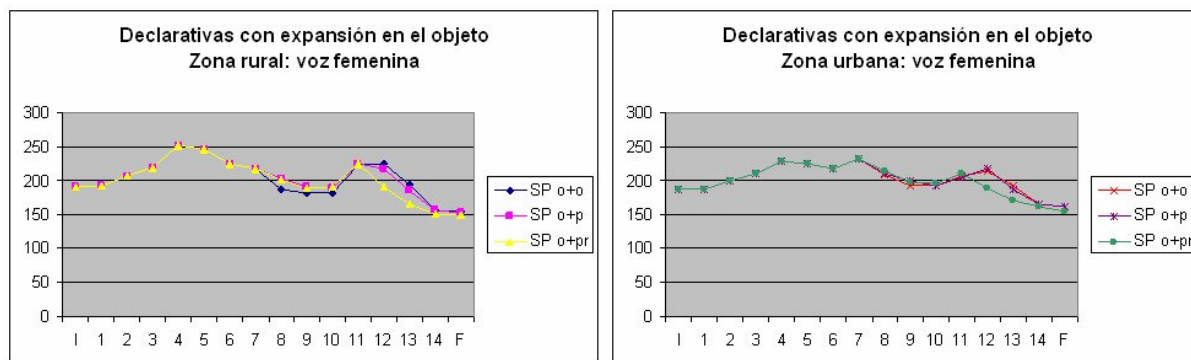 Declarativas con expansión en el objeto
Zona rural: voz femenina
300
250
200
150
100
50
0
I 1 2 3 4 5 6 7 8 9 10 11 12 13 14 F
SP o+o
SP o+p
SP o+pr
Declarativas con expansión en el objeto
Zona urbana: voz femenina
300
250
200
150
100
50
0
I 1 2 3 4 5 6 7 8 9 10 11 12 13 14 F
SP o+o
SP o+p
SP o+pr